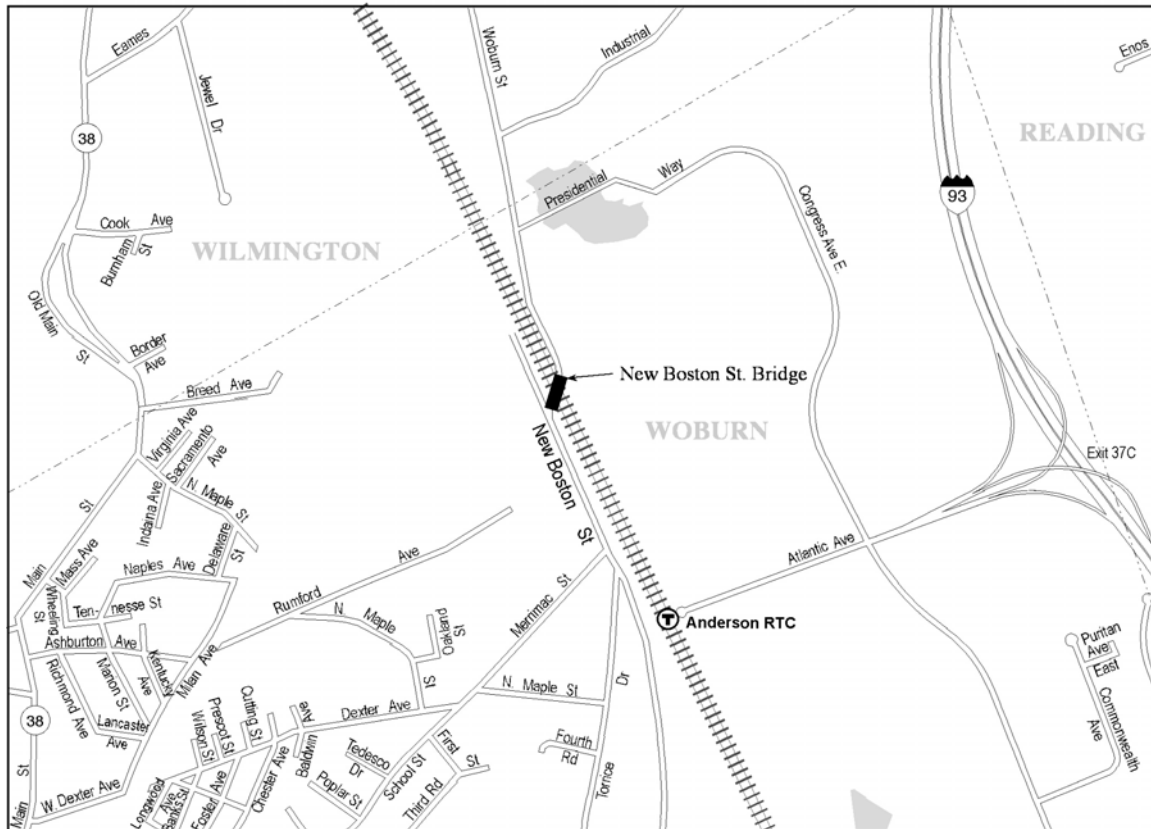 Eames
Jewel Dr
38
Woburn St
Industrial
Enos
READING
93
Presidential Way
Congress Ave E.
Cook Ave
Burnham St
WILMINGTON
Old Main St
Border Ave
Breed Ave
New Boston St. Bridge
WOBURN
New Boston St
Exit 37C
Virginia Ave
Sacramento Ave
Indaina Ave
N. Maple St
Delaware St
Main St
Mass Ave
Naples Ave
Wheeling St
Ten-nesse St
Rumford Ave
N. Maple St
Oakland St
Merrimac St
Atlantic Ave
T Anderson RTC
Ashburton Ave
Kentucky Ave
Milan Ave
Richmond Ave
Manon St
Lancaster Ave
38
Main St
W. Dexter Ave
Dexter Ave
N. Maple St
Torrice Dr
Fourth Rd
Wilson St
Prescot St
Qutting St
Baldwin Ave
Chester Ave
Foster Ave
Longwood Ave
Banks St
Tedesco Dr
Poplar St
School St
First St
Third Rd
Puritan Ave East
Commonwealth Ave